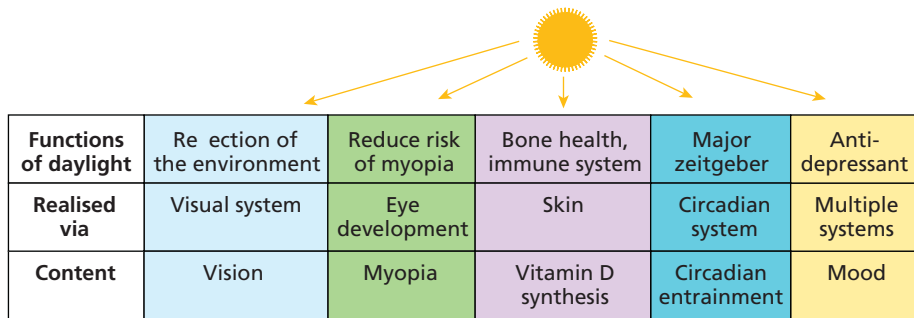 Functions of daylight
Re ection of the environment
Reduce risk of myopia
Bone health, immune system
Major zeitgeber
Anti-depressant
Realised via
Visual system
Eye development
Skin
Circadian system
Multiple systems
Content
Vision
Myopia
Vitamin D synthesis
Circadian entrainment
Mood